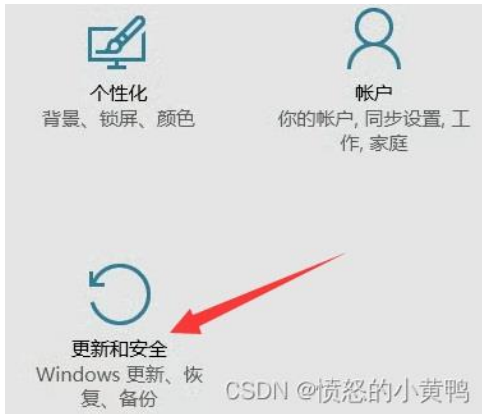 个性化
背景、锁屏、颜色
帐户
你的帐户, 同步设置, 工
作, 家庭
更新和安全
Windows 更新、恢
复、备份
CSDN @愤怒的小黄鸭